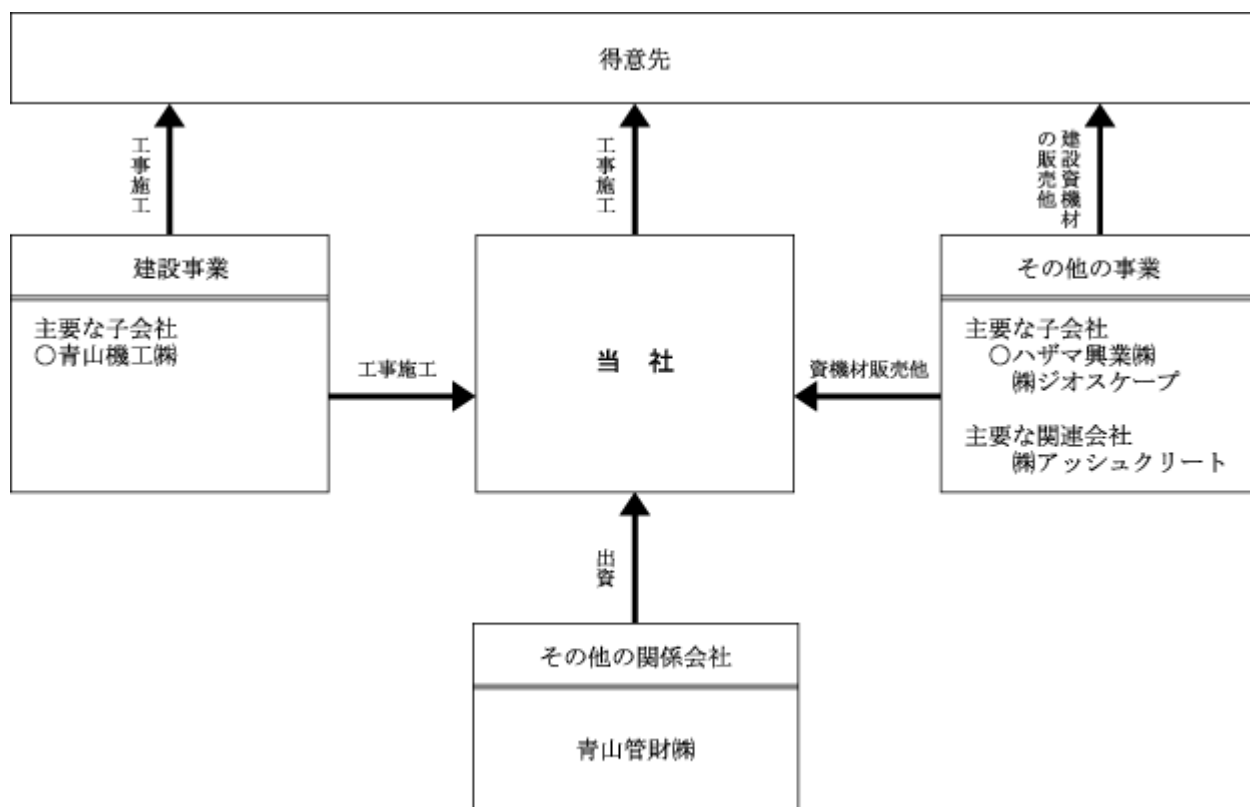 得意先
工事施工
工事施工
建設資機材
の販売他
建設事業
主要な子会社
〇青山機工㈱
工事施工
当 社
資機材販売他
その他の事業
主要な子会社
〇ハザマ興業㈱
㈱ジオスケープ
主要な関連会社
㈱アッシュクリート
出資
その他の関係会社
青山管財㈱